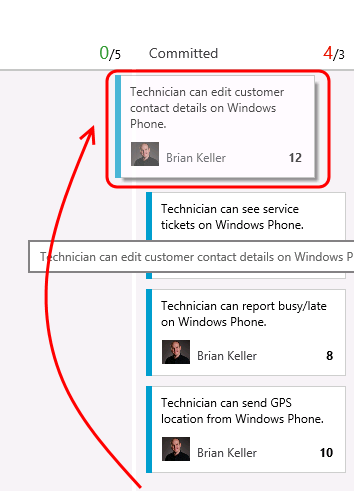 0/5 Committed 4/3
Technician can edit customer
contact details on Windows
Phone.
Brian Keller 12
Technician can see service
tickets on Windows Phone.
Technician can edit customer contact details on Windows P
Technician can report busy/late
on Windows Phone.
Brian Keller 8
Technician can send GPS
location from Windows Phone.
Brian Keller 10